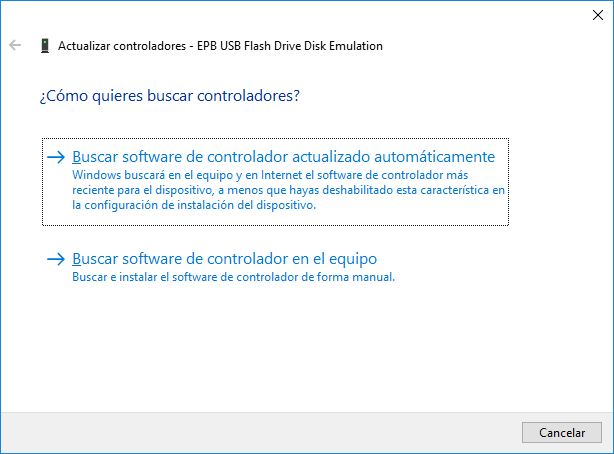 Actualizar controladores - EPB USB Flash Drive Disk Emulation
¿Cómo quieres buscar controladores?
Buscar software de controlador actualizado automáticamente
Windows buscará en el equipo y en Internet el software de controlador más
reciente para el dispositivo, a menos que hayas deshabilitado esta característica en
la configuración de instalación del dispositivo.
Buscar software de controlador en el equipo
Buscar e instalar el software de controlador de forma manual.
Cancelar